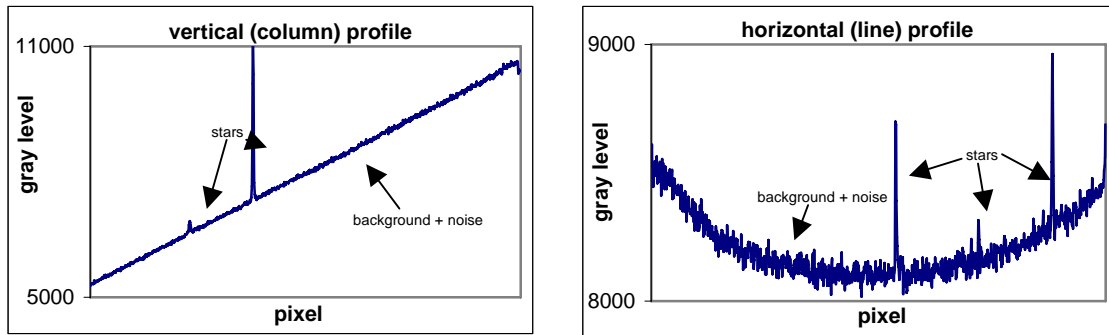 vertical (column) profile
11000
gray level
stars
background + noise
5000
pixel
horizontal (line) profile
9000
gray level
stars
background + noise
8000
pixel